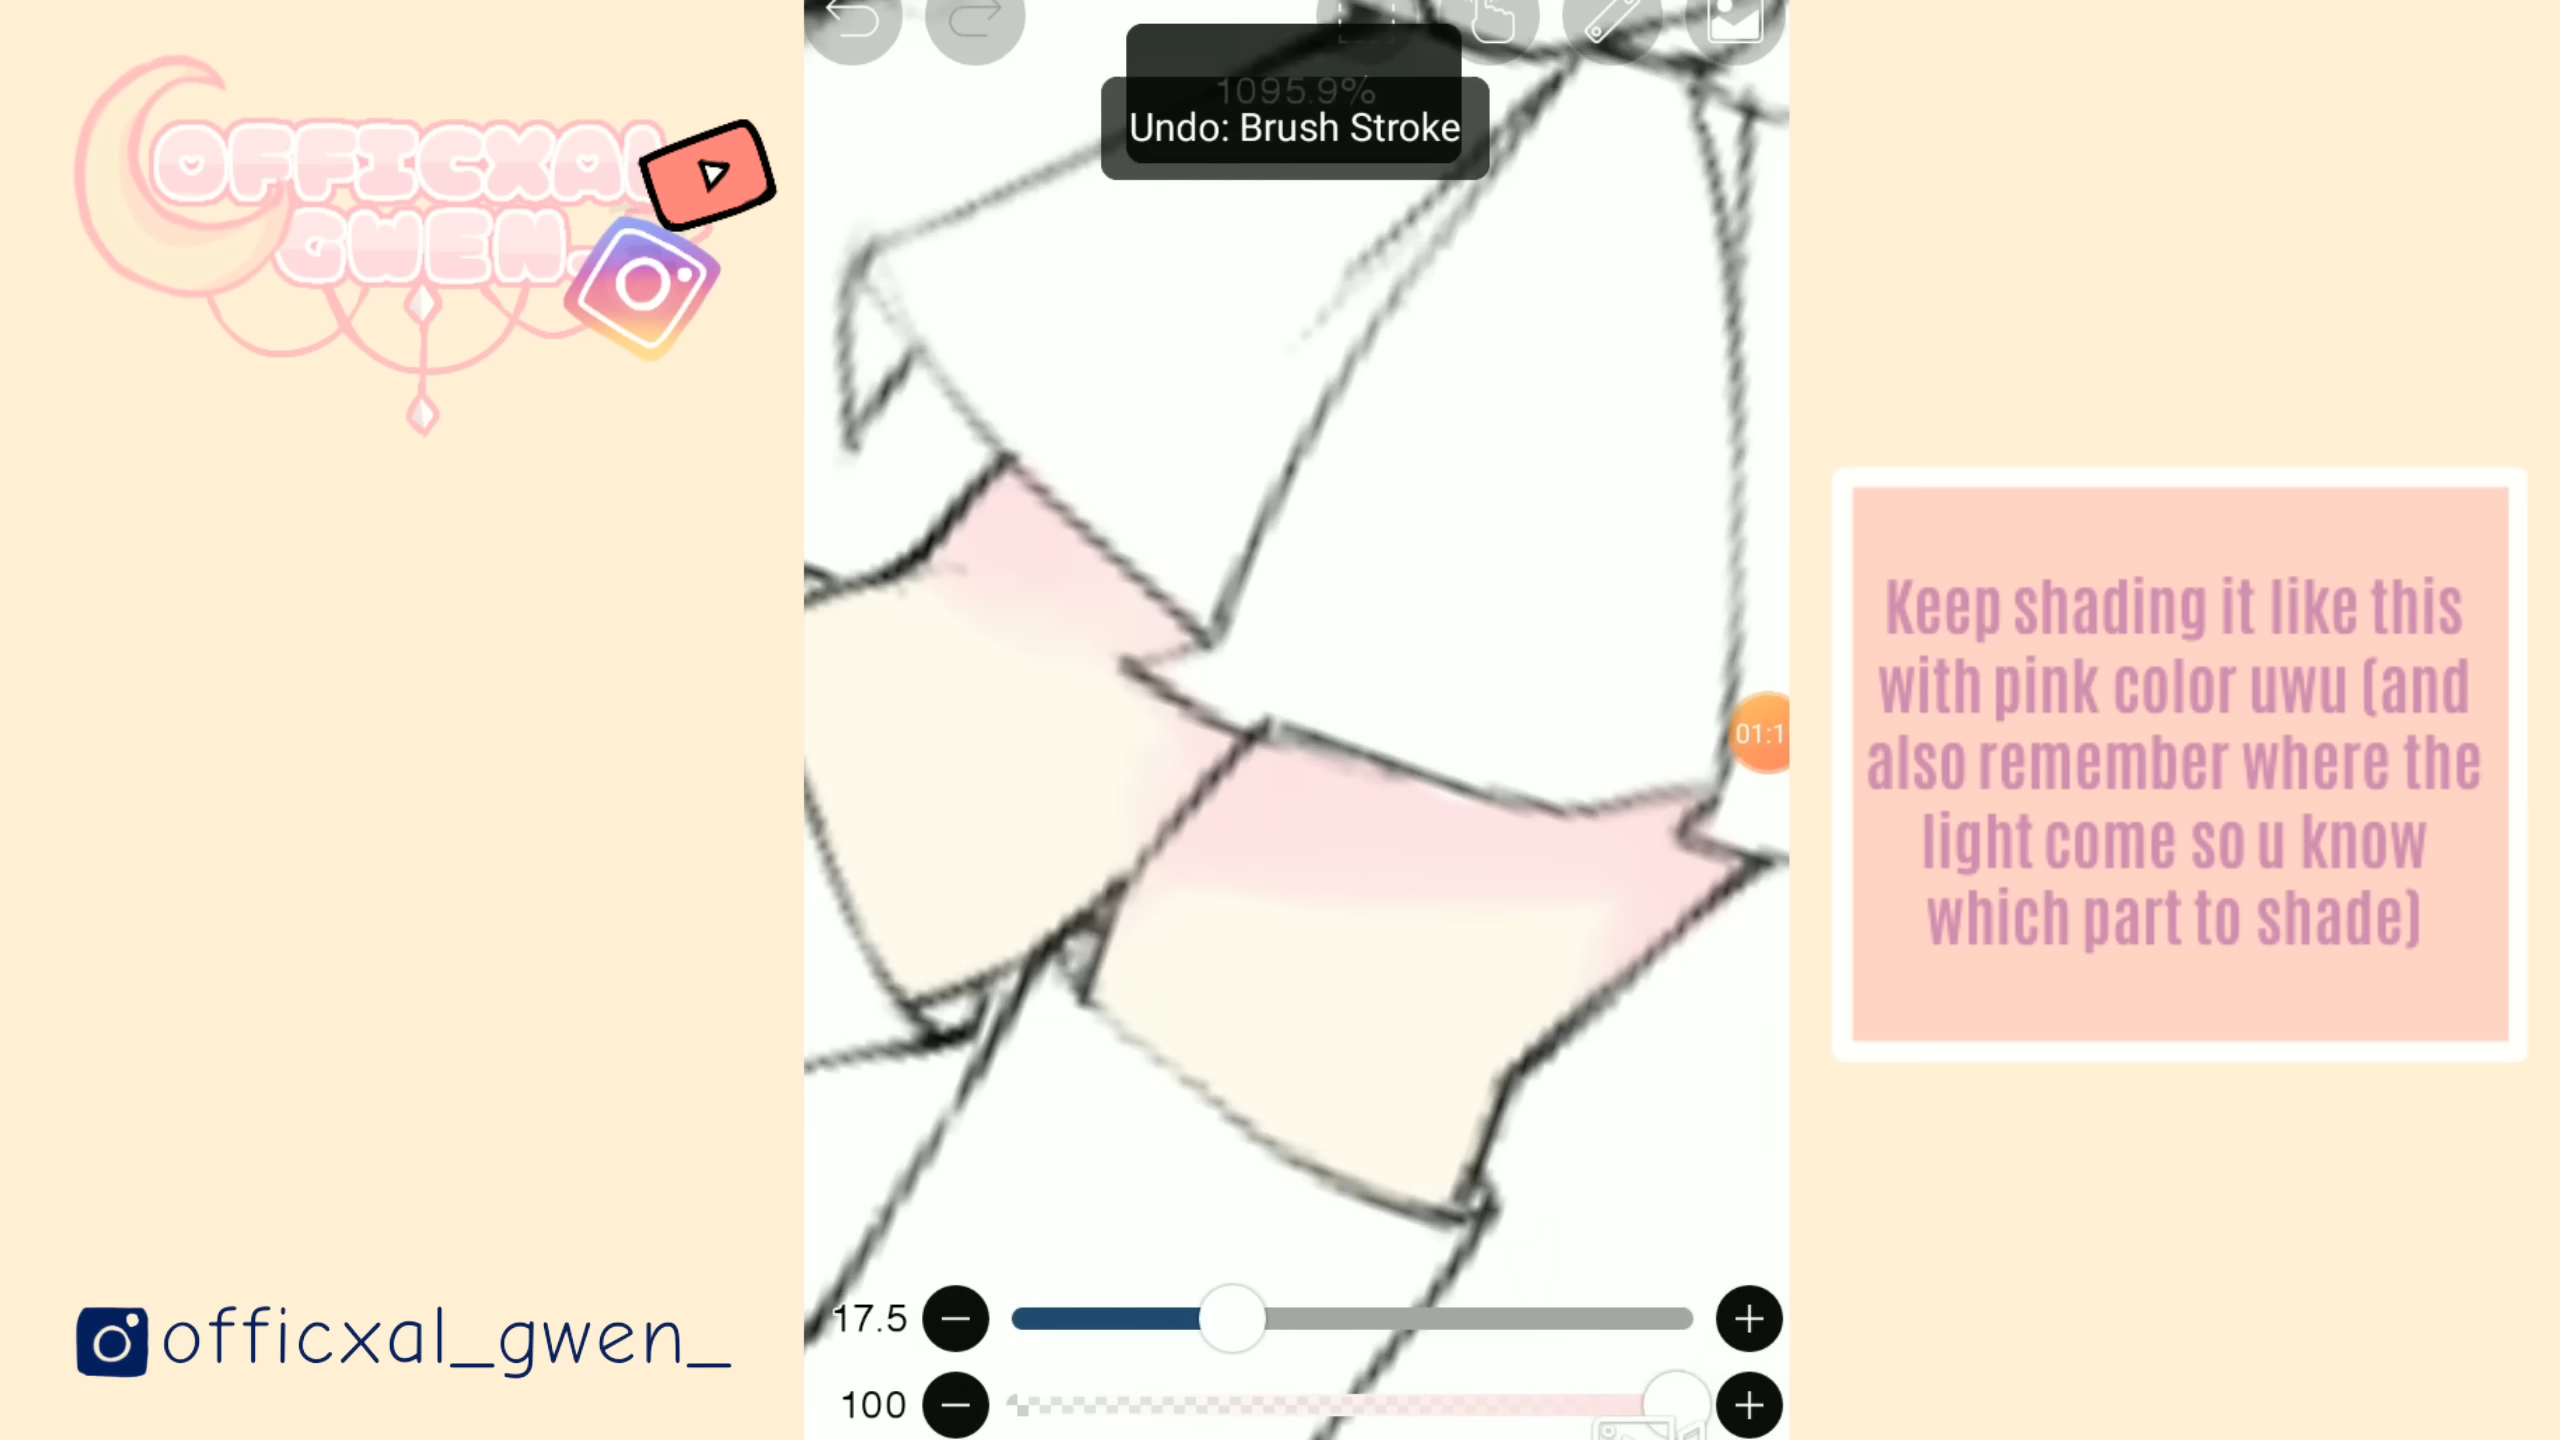 OFFICXAL
GWEN.
1095.9%
Undo: Brush Stroke
Keep shading it like this
with pink color uwu (and
also remember where the
light come so u know
which part to shade)
01:1
17.5
100
officxal_gwen_